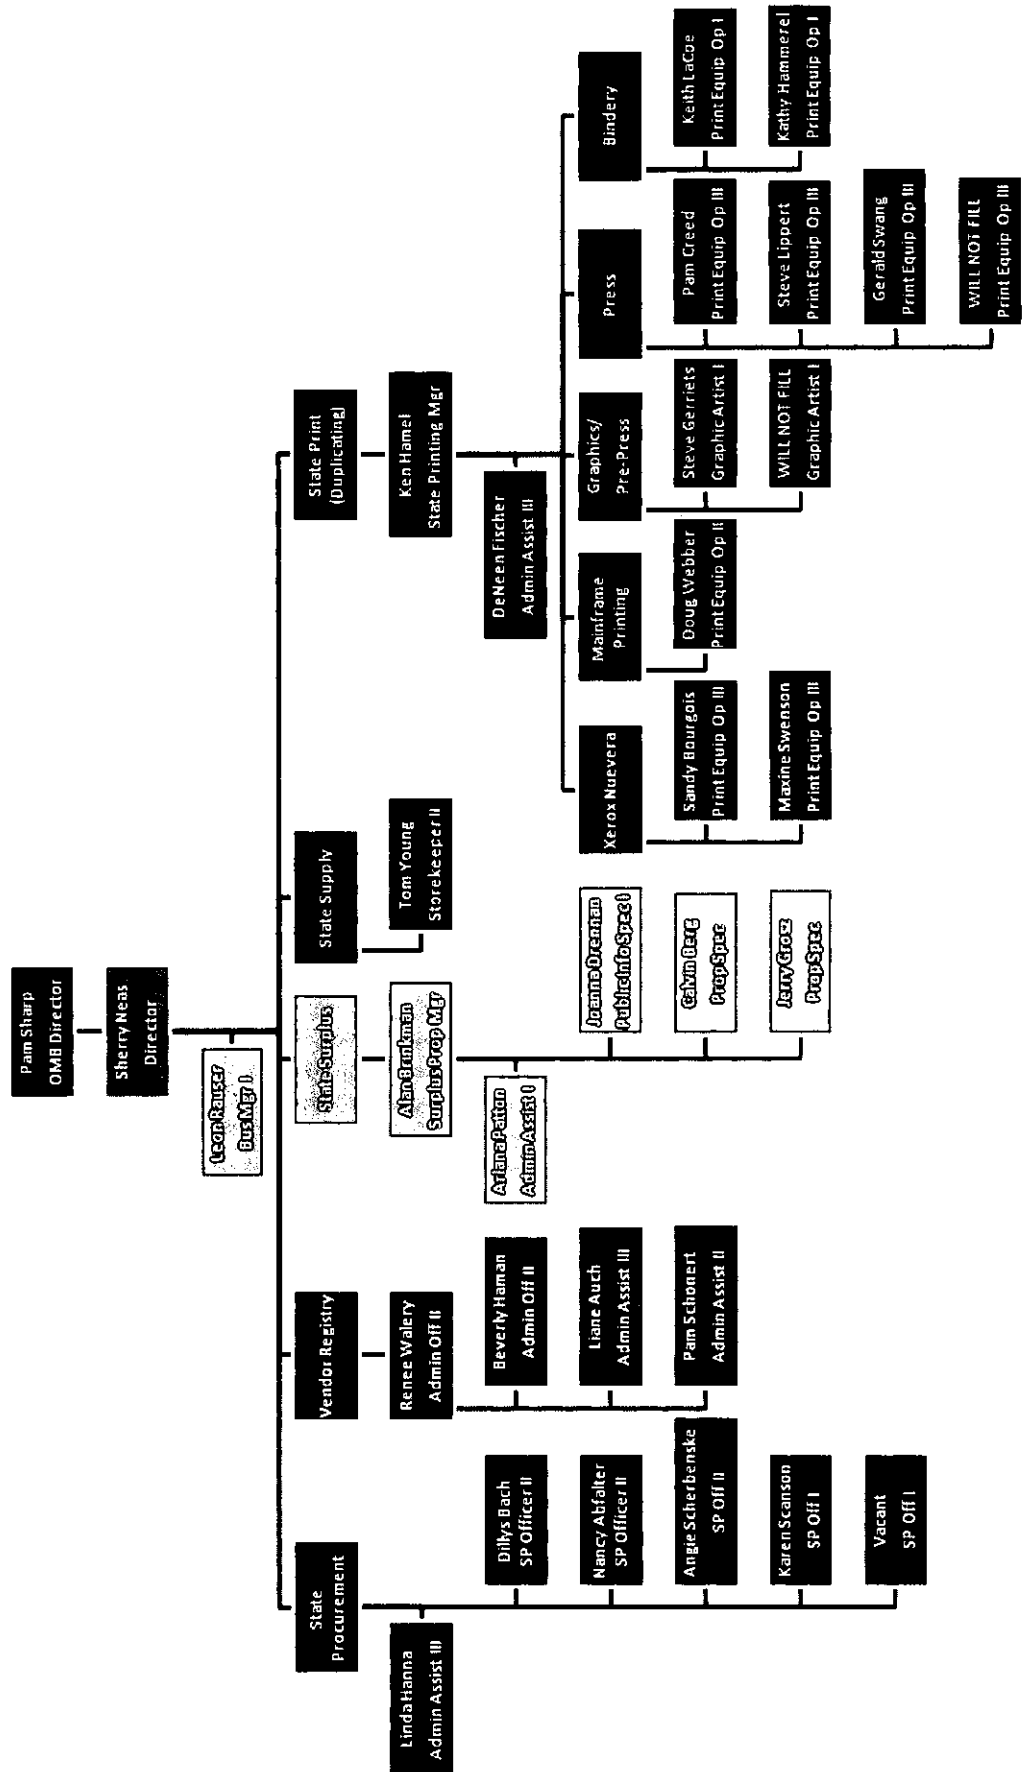 Pam Sharp
OMB Director
Sherry Neas
Director
Leon Rauser
Bus Mgr I
State
Procurement
Linda Hanna
Admin Assist III
Dillys Bach
SP Officer II
Nancy Abfalter
SP Officer II
Angie Scherbenske
SP Off II
Karen Scanson
SP Off I
Vacant
SP Off I
Vendor Registry
Renee Walery
Admin Off II
Beverly Haman
Admin Off II
Liane Auch
Admin Assist III
Pam Schonert
Admin Assist II
State Surplus
Alan Brinkman
Surplus Prop Mgr
Ariana Patton
Admin Assist I
Joanna Drennan
Public Info Spec I
Calvin Berg
Prop Spec
Jerry Grosz
Prop Spec
State Supply
Tom Young
Storekeeper II
State Print
(Duplicating)
Ken Hamel
State Printing Mgr
DeNeen Fischer
Admin Assist III
Xerox Nuevera
Sandy Bourgois
Print Equip Op III
Maxine Swenson
Print Equip Op III
Mainframe
Printing
Doug Webber
Print Equip Op II
Graphics/
Pre-Press
Steve Gerriets
Graphic Artist I
WILL NOT FILL
Graphic Artist I
Press
Pam Creed
Print Equip Op III
Steve Lippert
Print Equip Op III
Gerald Swang
Print Equip Op III
WILL NOT FILL
Print Equip Op III
Bindery
Keith LaCoe
Print Equip Op I
Kathy Hammerel
Print Equip Op I